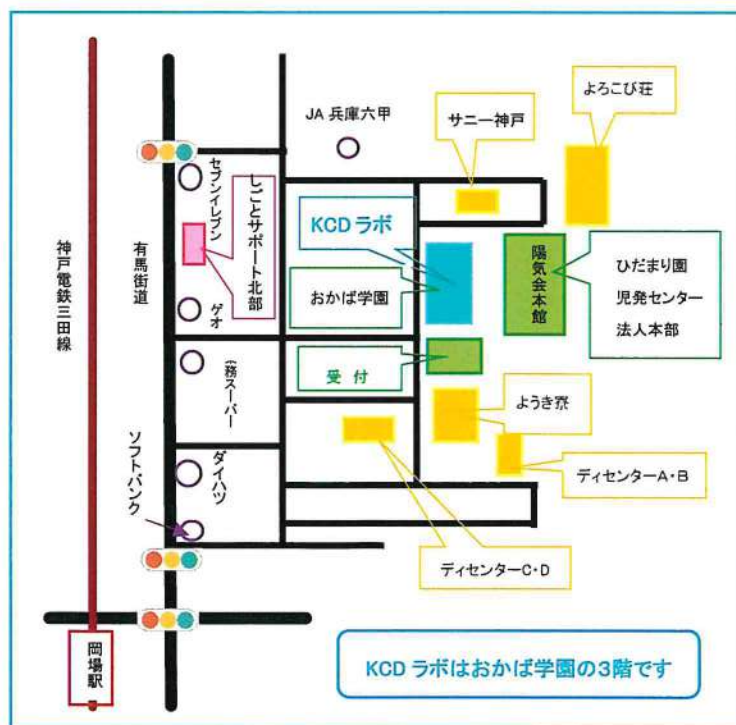 よろこび荘
JA 兵庫六甲
サニー神戸
セブンイレブン
しごとサポート北部
KCDラボ
陽気会本館
ひだまり園
児発センター
法人本部
神戸電鉄三田線
有馬街道
おかば学園
ゲオ
受付
(務スーパー
ようき寮
ソフトバンク
ダイハツ
ディセンターA・B
ディセンターC・D
岡場駅
KCDラボはおかば学園の3階です